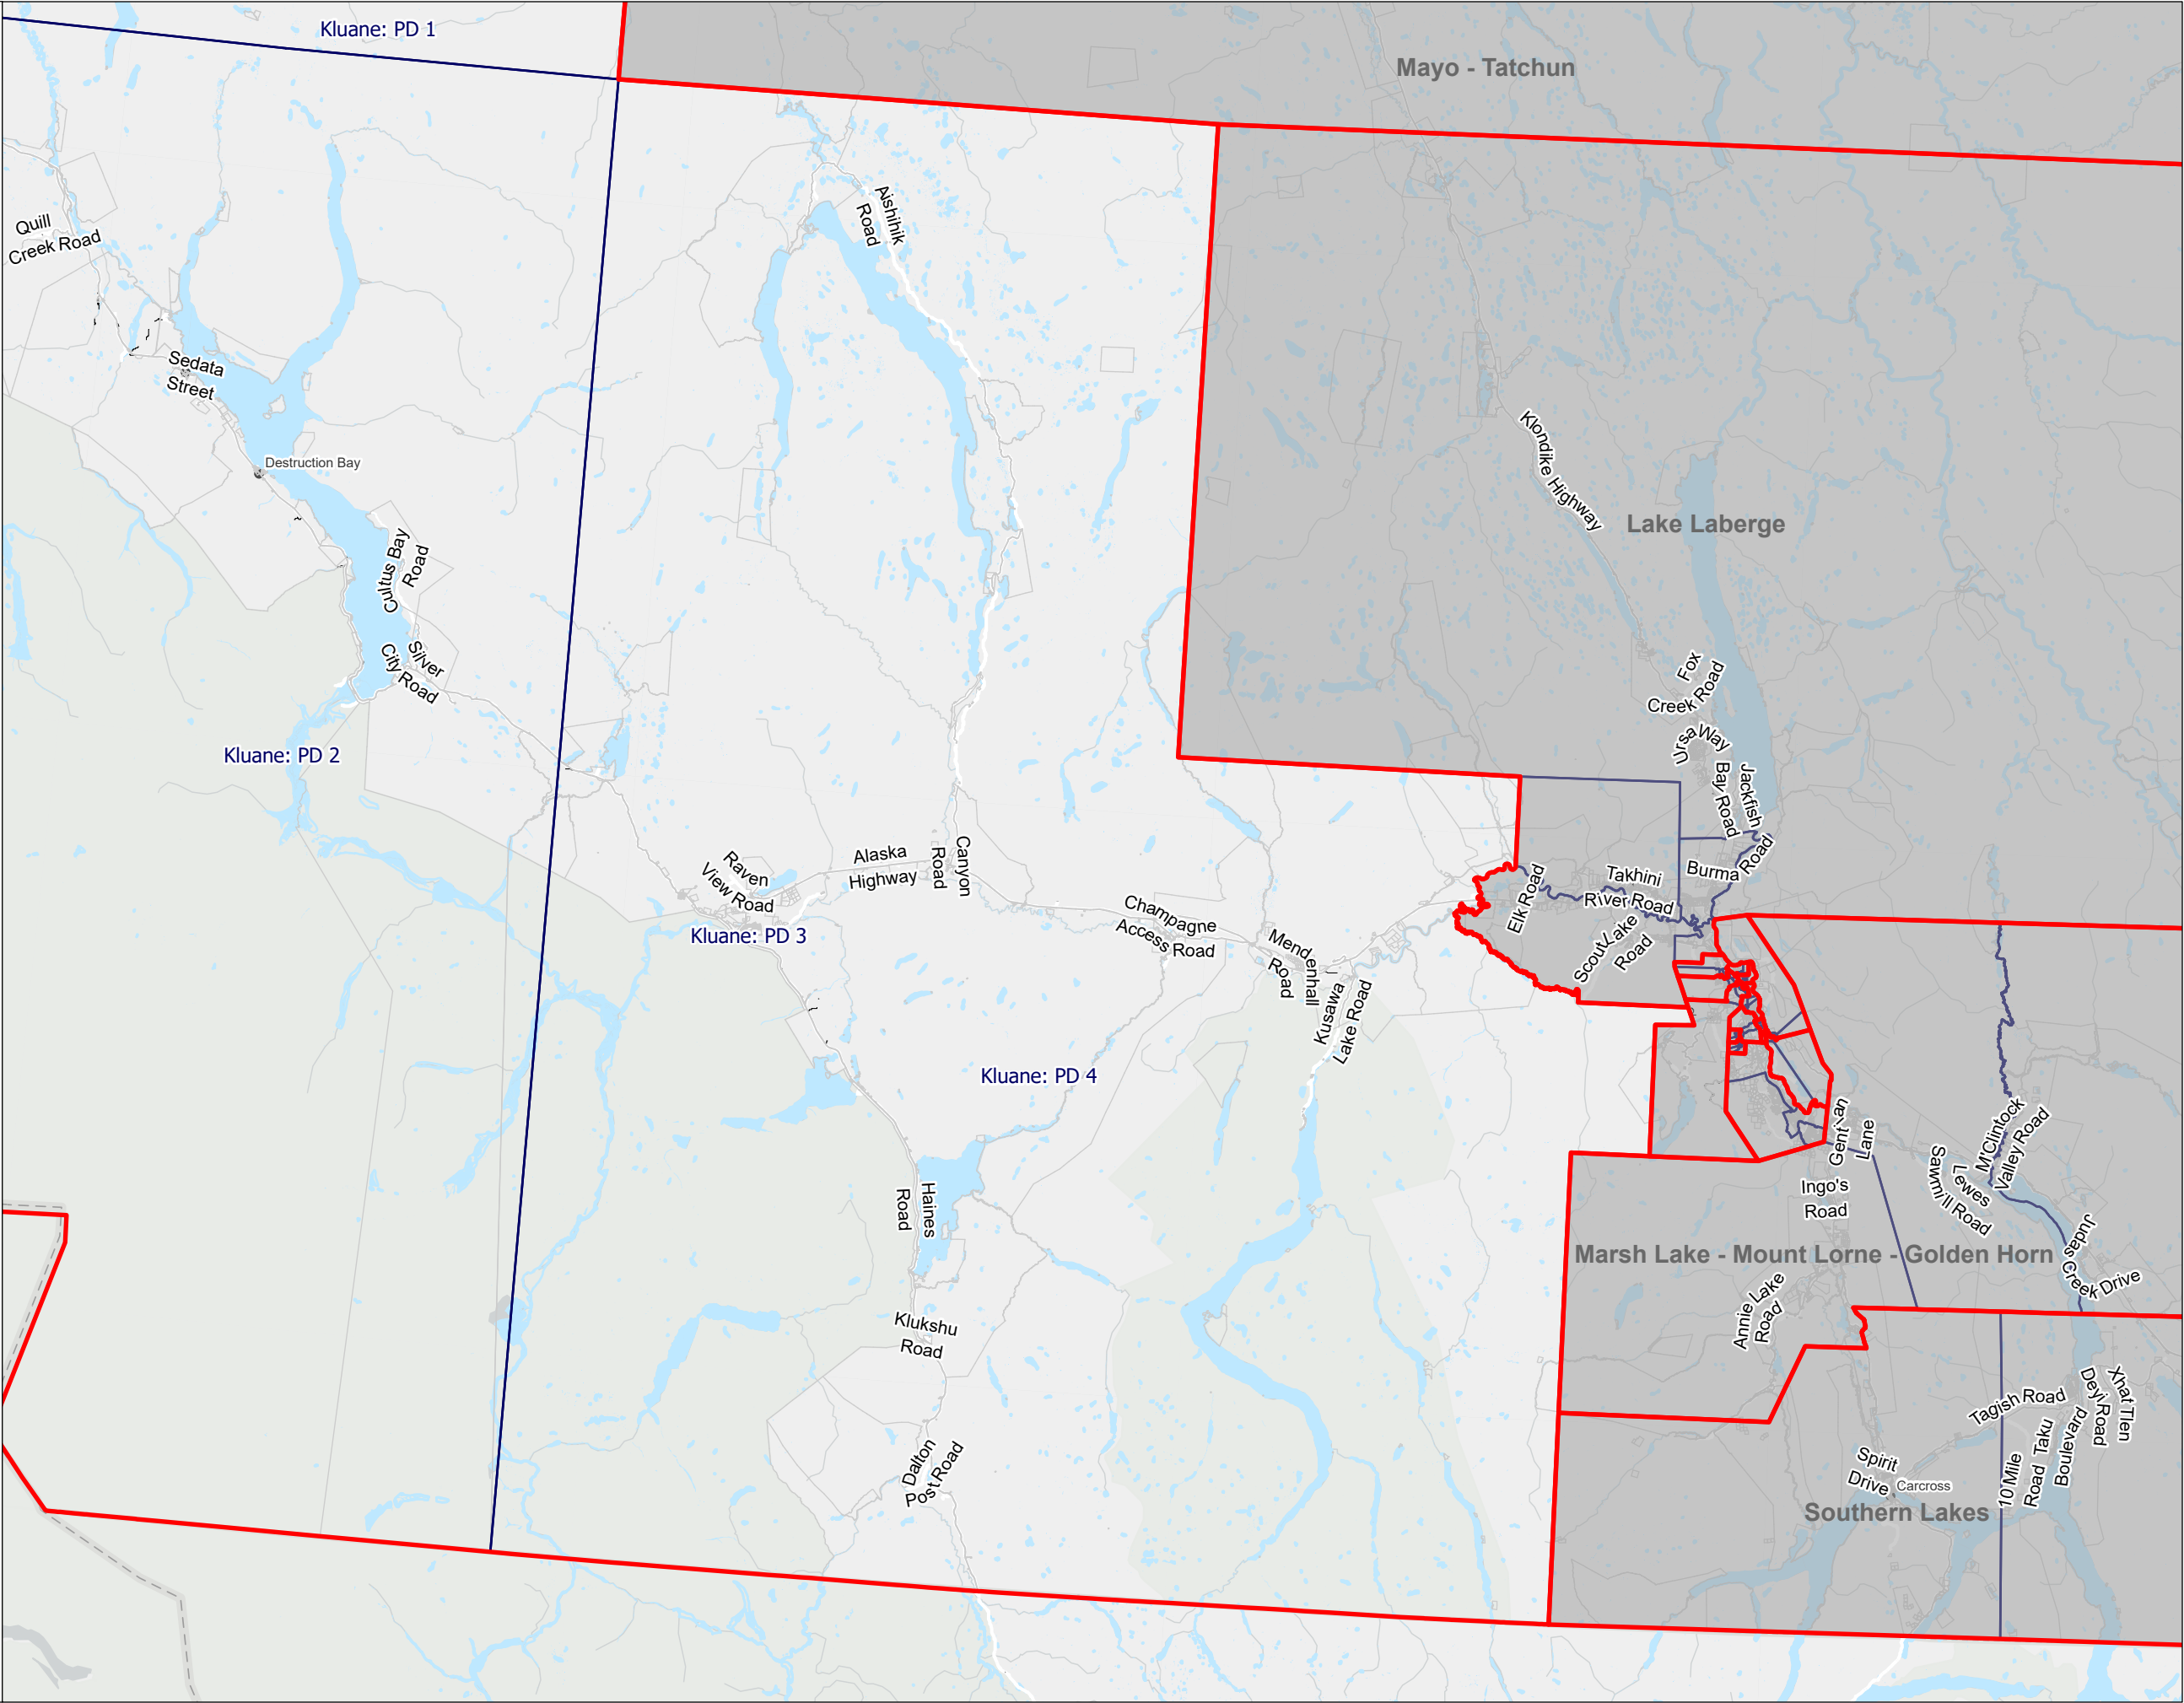 Kluane: PD 1
Mayo - Tatchun
Quill
Creek Road
Aishihik
Road
Sedata
Street
Destruction Bay
Klondike Highway
Lake Laberge
Cultus Bay
Road
Silver
City Road
Fox
Creek Road
Kluane: PD 2
Ursa Way
Jackfish
Bay Road
Raven
View Road
Alaska
Highway
Canyon
Road
Burma Road
Takhini
River Road
Elk Road
Scout Lake
Road
Champagne
Access Road
Kluane: PD 3
Mendenhall
Road
Kusawa
Lake Road
Kluane: PD 4
Lane
M'Clintock
Valley Road
Lewes
Sawmill Road
Ingo's
Road
Haines
Road
Judas
Creek Drive
Marsh Lake - Mount Lorne - Golden Horn
Annie Lake
Road
Klukshu
Road
Tagish Road
Xhat Tlen
Deyi Road
Taku
Boulevard
10 Mile
Road
Dalton
Post Road
Spirit
Drive
Carcross
Southern Lakes